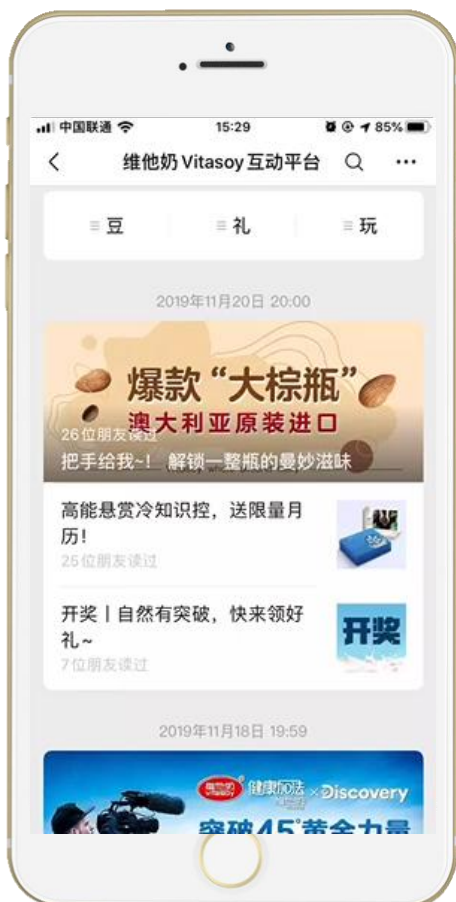 中国联通
15:29
85%
维他奶 Vitasoy 互动平台
豆
礼
玩
2019年11月20日 20:00
爆款“大棕瓶”
澳大利亚原装进口
26位朋友读过
把手给我~! 解锁一整瓶的曼妙滋味
高能悬赏冷知识控，送限量月
历!
25位朋友读过
开奖丨自然有突破，快来领好
礼~
7位朋友读过
开奖
2019年11月18日 19:59
维他奶
VITASOY
健康加法
×Discovery
突破45°黄金力量